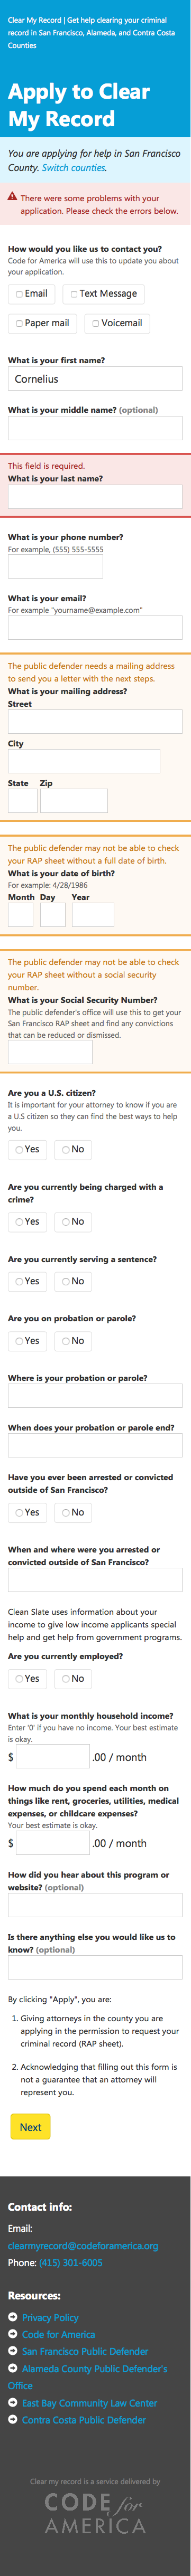 Clear My Record | Get help clearing your criminal
record in San Francisco, Alameda, and Contra Costa
Counties
Apply to Clear
My Record
You are applying for help in San Francisco
County. Switch counties.
There were some problems with your
application. Please check the errors below.
How would you like us to contact you?
Code for America will use this to update you about
your application.
Email Text Message
Paper mail Voicemail
What is your first name?
Cornelius
What is your middle name? (optional)
This field is required.
What is your last name?
What is your phone number?
For example, (555) 555-5555
What is your email?
For example "yourname@example.com"
The public defender needs a mailing address
to send you a letter with the next steps.
What is your mailing address?
Street
City
State Zip
The public defender may not be able to check
your RAP sheet without a full date of birth.
What is your date of birth?
For example: 4/28/1986
Month Day Year
The public defender may not be able to check
your RAP sheet without a social security
number.
What is your Social Security Number?
The public defender's office will use this to get your
San Francisco RAP sheet and find any convictions
that can be reduced or dismissed.
Are you a U.S. citizen?
It is important for your attorney to know if you are
a U.S citizen so they can find the best ways to help
you.
Yes No
Are you currently being charged with a
crime?
Yes No
Are you currently serving a sentence?
Yes No
Are you on probation or parole?
Yes No
Where is your probation or parole?
When does your probation or parole end?
Have you ever been arrested or convicted
outside of San Francisco?
Yes No
When and where were you arrested or
convicted outside of San Francisco?
Clean Slate uses information about your
income to give low income applicants special
help and get help from government programs.
Are you currently employed?
Yes No
What is your monthly household income?
Enter '0' if you have no income. Your best estimate
is okay.
$ .00 / month
How much do you spend each month on
things like rent, groceries, utilities, medical
expenses, or childcare expenses?
Your best estimate is okay.
$ .00 / month
How did you hear about this program or
website? (optional)
Is there anything else you would like us to
know? (optional)
By clicking "Apply", you are:
1. Giving attorneys in the county you are
applying in the permission to request your
criminal record (RAP sheet).
2. Acknowledging that filling out this form is
not a guarantee that an attorney will
represent you.
Next
Contact info:
Email:
clearmyrecord@codeforamerica.org
Phone: (415) 301-6005
Resources:
Privacy Policy
Code for America
San Francisco Public Defender
Alameda County Public Defender's
Office
East Bay Community Law Center
Contra Costa Public Defender
Clear my record is a service delivered by
CODE for
AMERICA